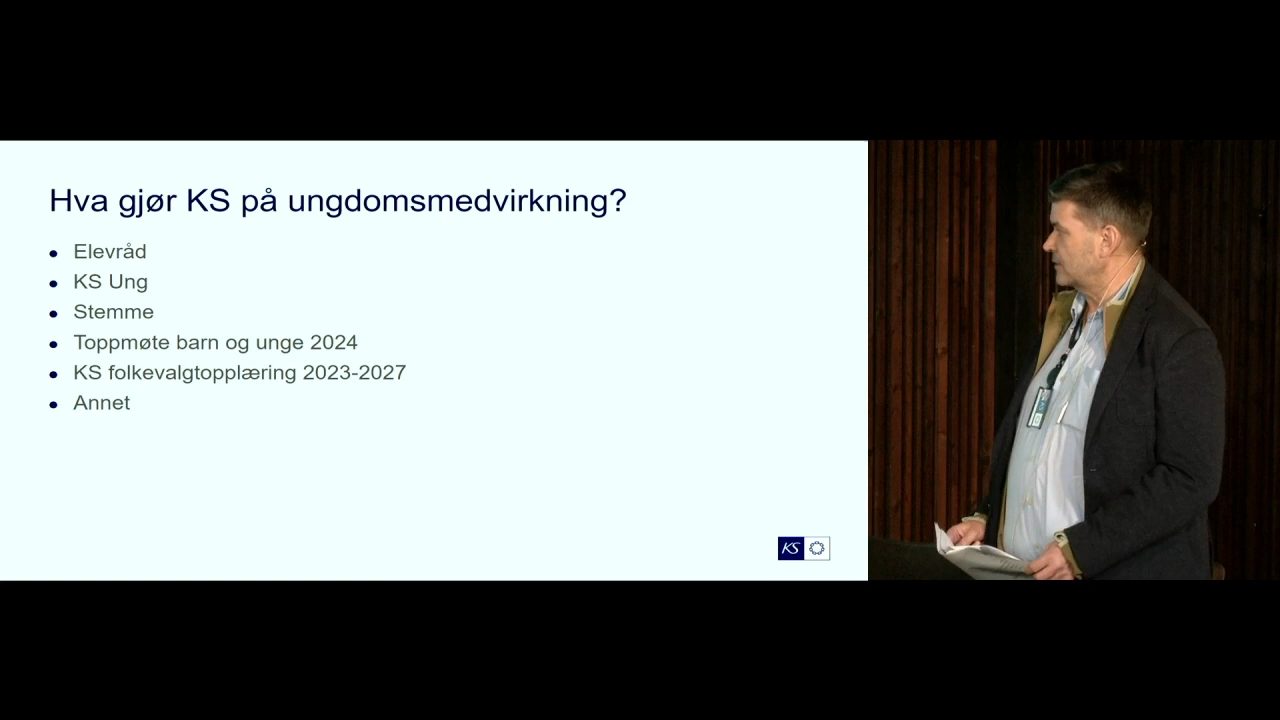 Hva gjør KS på ungdomsmedvirkning?
Elevråd
KS Ung
Stemme
Toppmøte barn og unge 2024
KS folkevalgtopplæring 2023-2027
Annet
KS